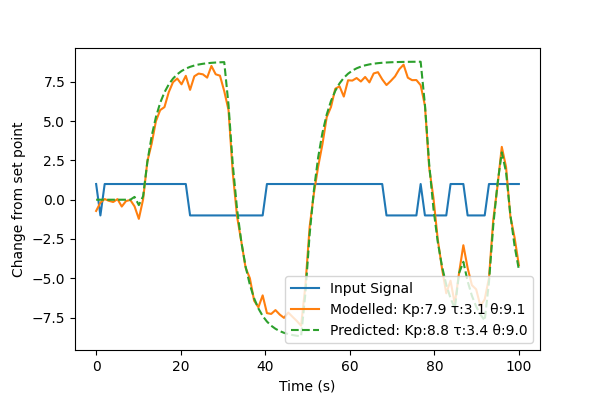 7.5
5.0
2.5
0.0
−2.5
−5.0
−7.5
Change from set point
Input Signal
Modelled: Kp:7.9 τ:3.1 θ:9.1
Predicted: Kp:8.8 τ:3.4 θ:9.0
0 20 40 60 80 100
Time (s)